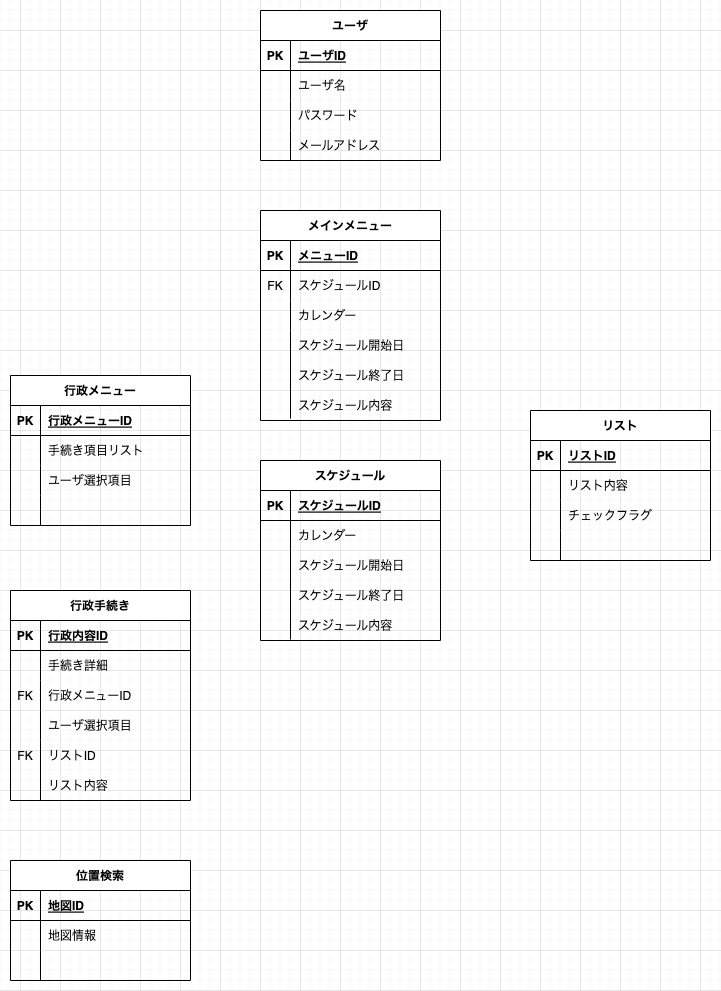 ユーザ
PK ユーザID
ユーザ名
パスワード
メールアドレス
メインメニュー
PK メニューID
FK スケジュールID
カレンダー
スケジュール開始日
スケジュール終了日
スケジュール内容
行政メニュー
PK 行政メニューID
手続き項目リスト
ユーザ選択項目
リスト
PK リストID
リスト内容
チェックフラグ
スケジュール
PK スケジュールID
カレンダー
スケジュール開始日
スケジュール終了日
スケジュール内容
行政手続き
PK 行政内容ID
手続き詳細
FK 行政メニューID
ユーザ選択項目
FK リストID
リスト内容
位置検索
PK 地図ID
地図情報